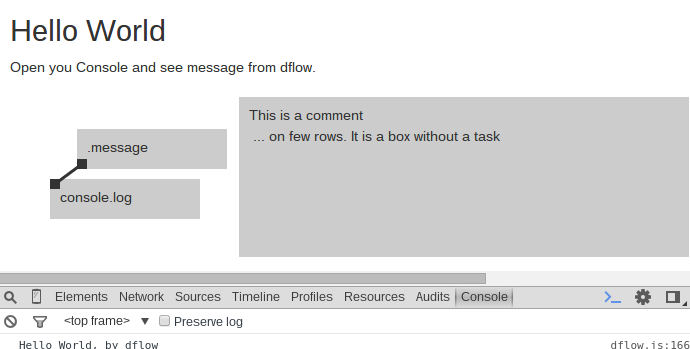 Hello World
Open you Console and see message from dflow.
This is a comment
... on few rows. It is a box without a task
.message
console.log
Elements Network Sources Timeline Profiles Resources Audits Console
<top frame> Preserve log
Hello World, by dflow dflow.js:166